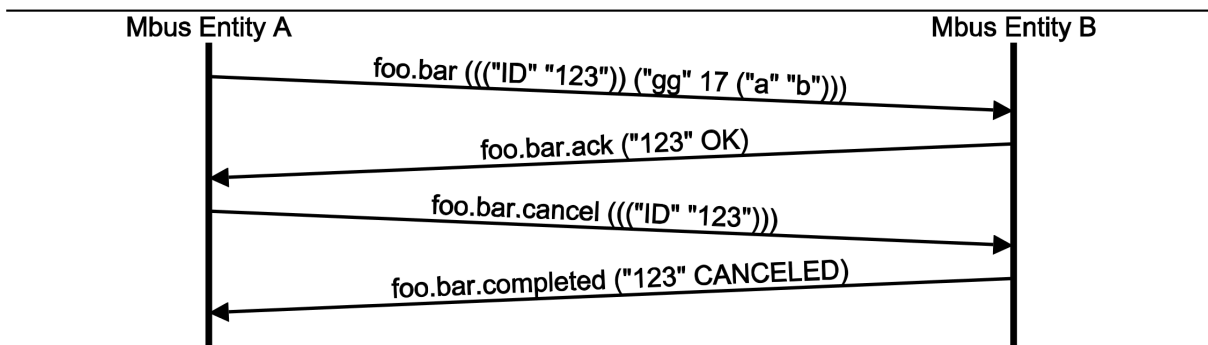 Mbus Entity A Mbus Entity B
foo.bar ((("ID" "123")) ("gg" 17 ("a" "b")))
foo.bar.ack ("123" OK)
foo.bar.cancel ((("ID" "123")))
foo.bar.completed ("123" CANCELED)